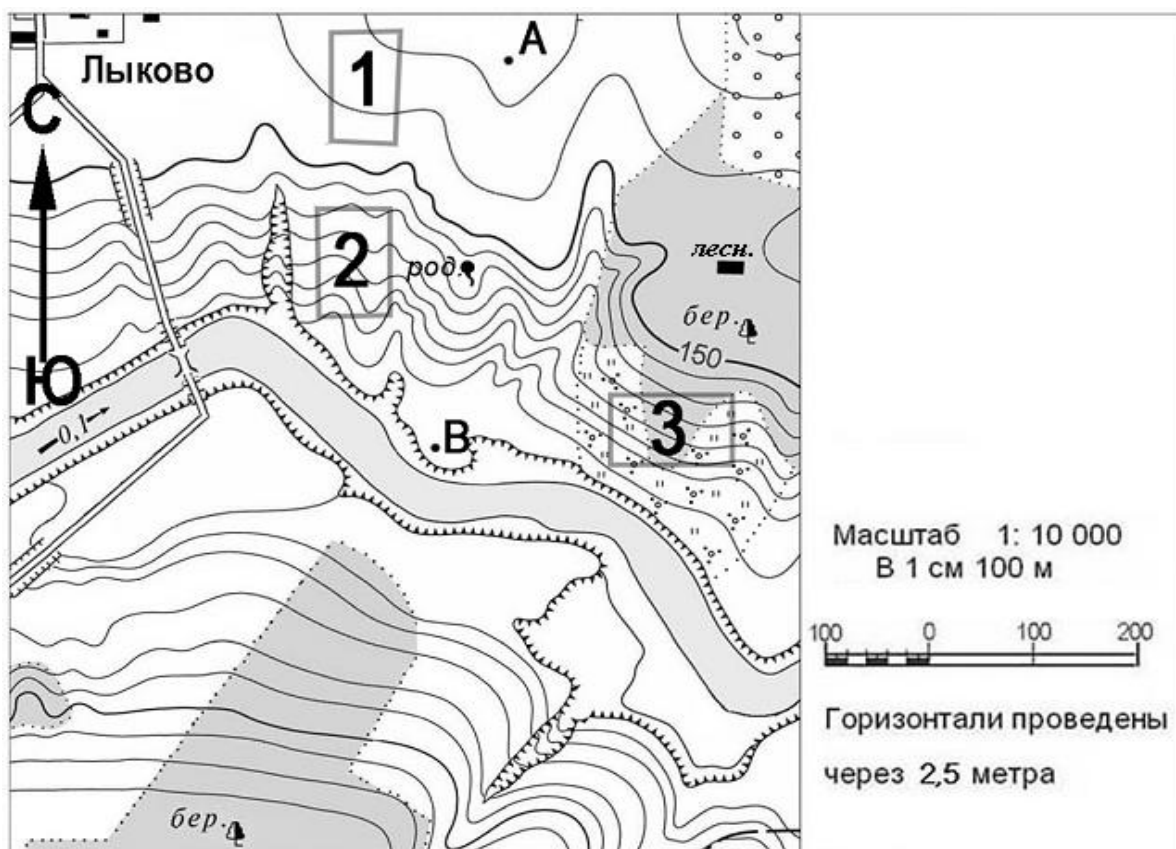 А
1
Лыково
С
2
род.
лесн.
бер.
150
Ю
0,1
3
В
Масштаб 1: 10 000
В 1 см 100 м
100 0 100 200
Горизонтали проведены
через 2,5 метра
бер.